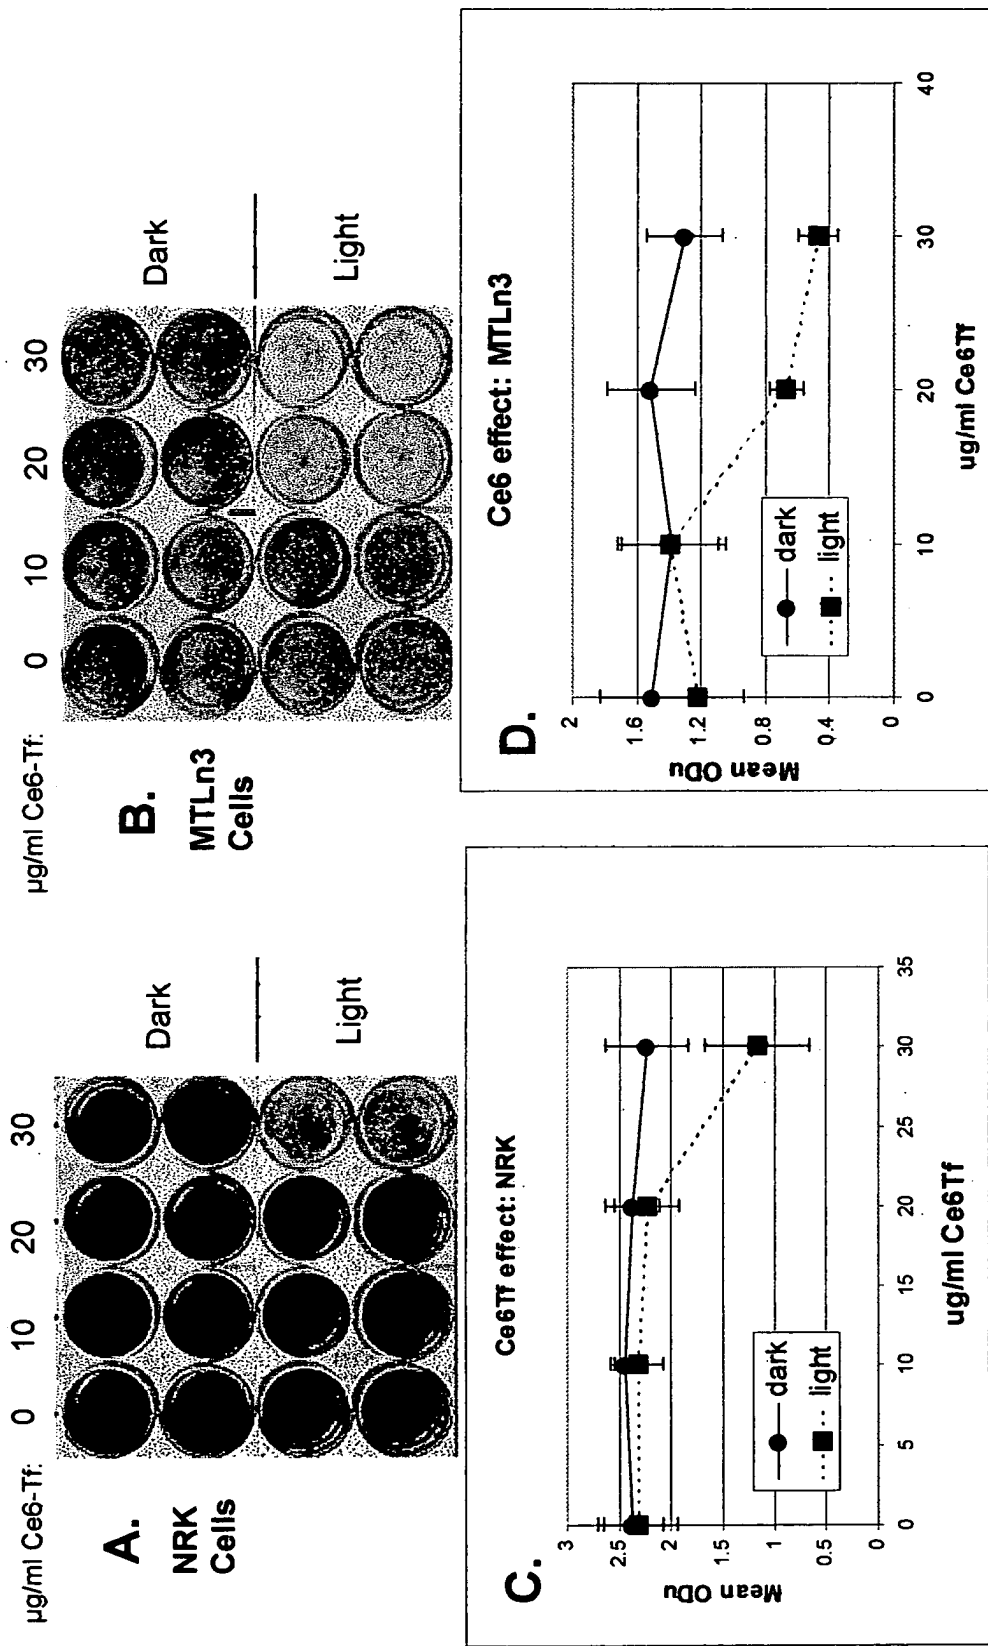 µg/ml Ce6-Tf: 0 10 20 30
A.
NRK
Cells
Dark
Light
µg/ml Ce6-Tf: 0 10 20 30
B.
MTLn3
Cells
Dark
Light
C.
Ce6Tf effect: NRK
Mean ODu
3
2.5
2
1.5
1
0.5
0
0 5 10 15 20 25 30 35
ug/ml Ce6Tf
dark
light
D.
Ce6 effect: MTLn3
Mean ODu
2
1.6
1.2
0.8
0.4
0
0 10 20 30 40
ug/ml Ce6Tf
dark
light